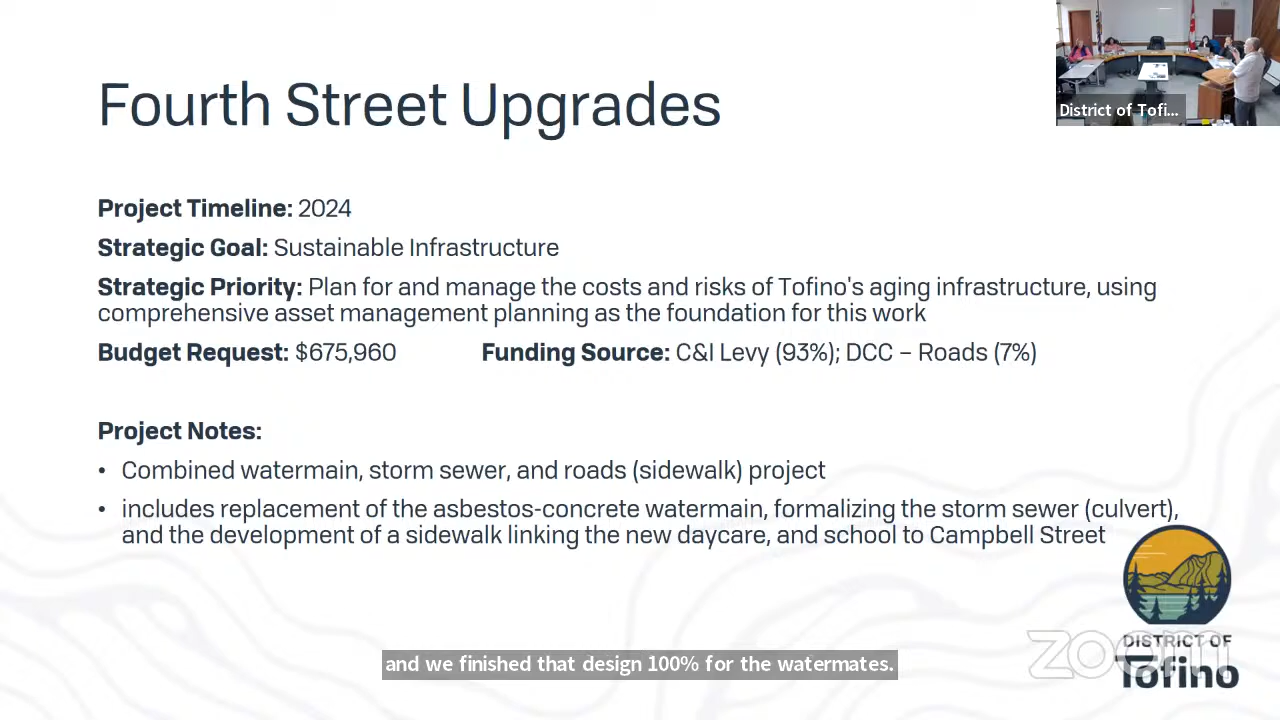 Fourth Street Upgrades
District of Tofi...
Project Timeline: 2024
Strategic Goal: Sustainable Infrastructure
Strategic Priority: Plan for and manage the costs and risks of Tofino's aging infrastructure, using
comprehensive asset management planning as the foundation for this work
Budget Request: $675,960 Funding Source: C&I Levy (93%); DCC – Roads (7%)
Project Notes:
• Combined watermain, storm sewer, and roads (sidewalk) project
• includes replacement of the asbestos-concrete watermain, formalizing the storm sewer (culvert),
and the development of a sidewalk linking the new daycare, and school to Campbell Street
and we finished that design 100% for the watermates.
zoom
DISTRICT OF
Tofino